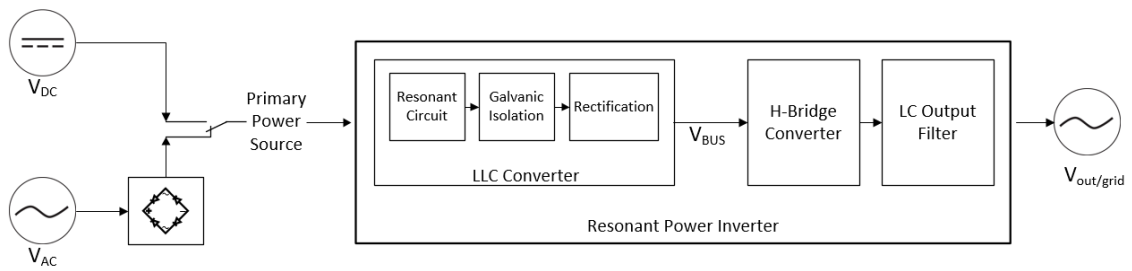 V_DC
V_AC
Primary
Power
Source
Resonant
Circuit
Galvanic
Isolation
Rectification
LLC Converter
V_BUS
H-Bridge
Converter
LC Output
Filter
Resonant Power Inverter
V_out/grid